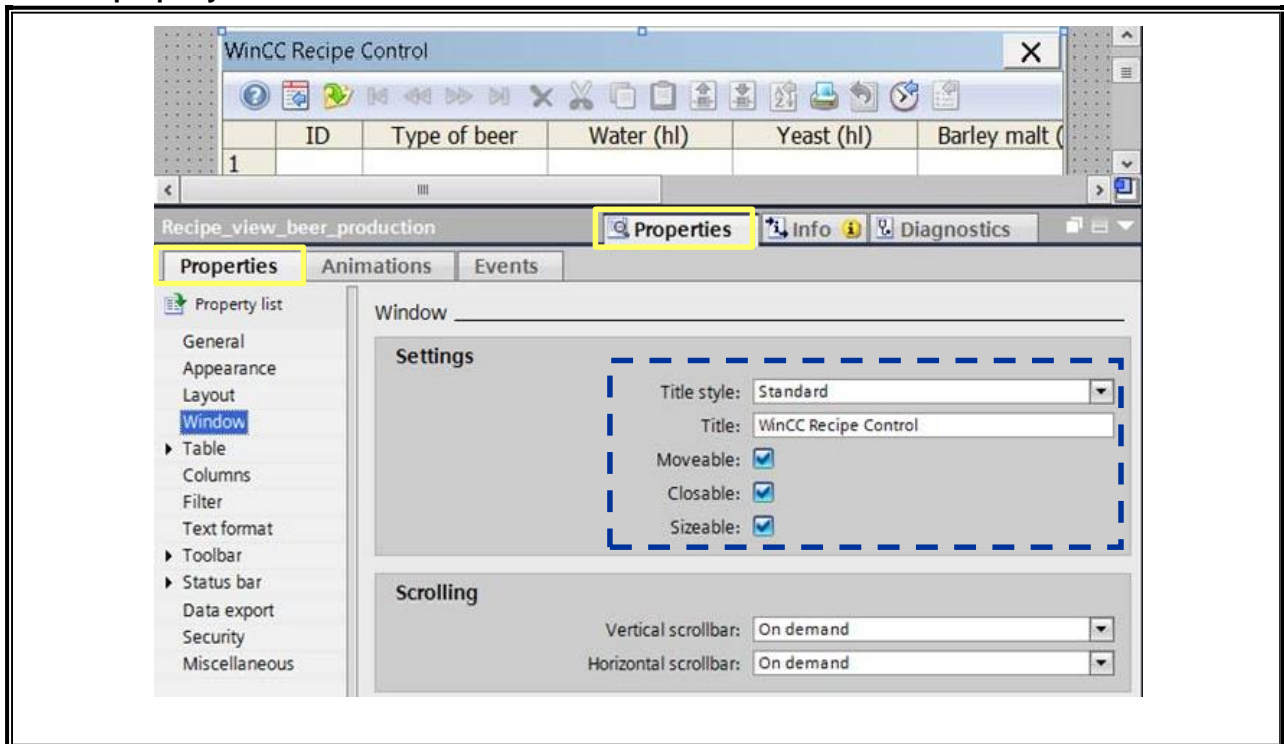 WinCC Recipe Control
ID Type of beer Water (hl) Yeast (hl) Barley malt (
1
Recipe_view_beer_production Properties Info Diagnostics
Properties Animations Events
Property list
General
Appearance
Layout
Window
Table
Columns
Filter
Text format
Toolbar
Status bar
Data export
Security
Miscellaneous
Window
Settings
Title style: Standard
Title: WinCC Recipe Control
Moveable:
Closable:
Sizeable:
Scrolling
Vertical scrollbar: On demand
Horizontal scrollbar: On demand